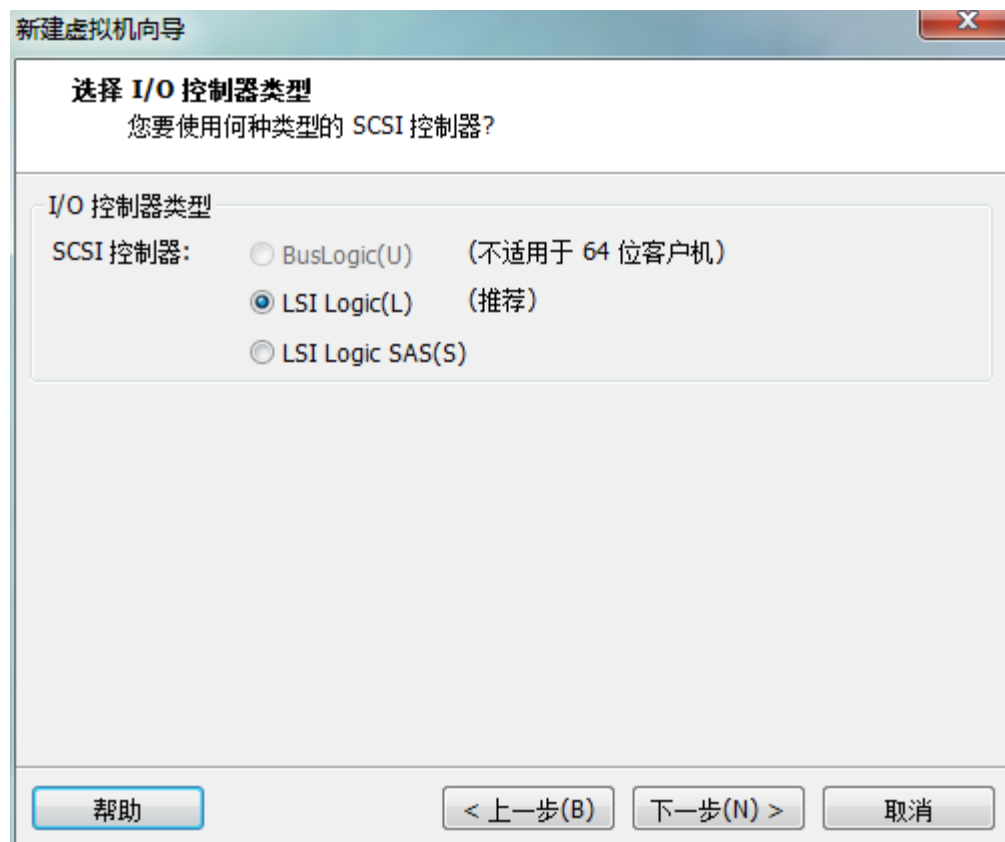 新建虚拟机向导
选择 I/O 控制器类型
您要使用何种类型的 SCSI 控制器?
I/O 控制器类型
SCSI 控制器: BusLogic(U) (不适用于 64 位客户机)
LSI Logic(L) (推荐)
LSI Logic SAS(S)
帮助 < 上一步(B) 下一步(N) > 取消